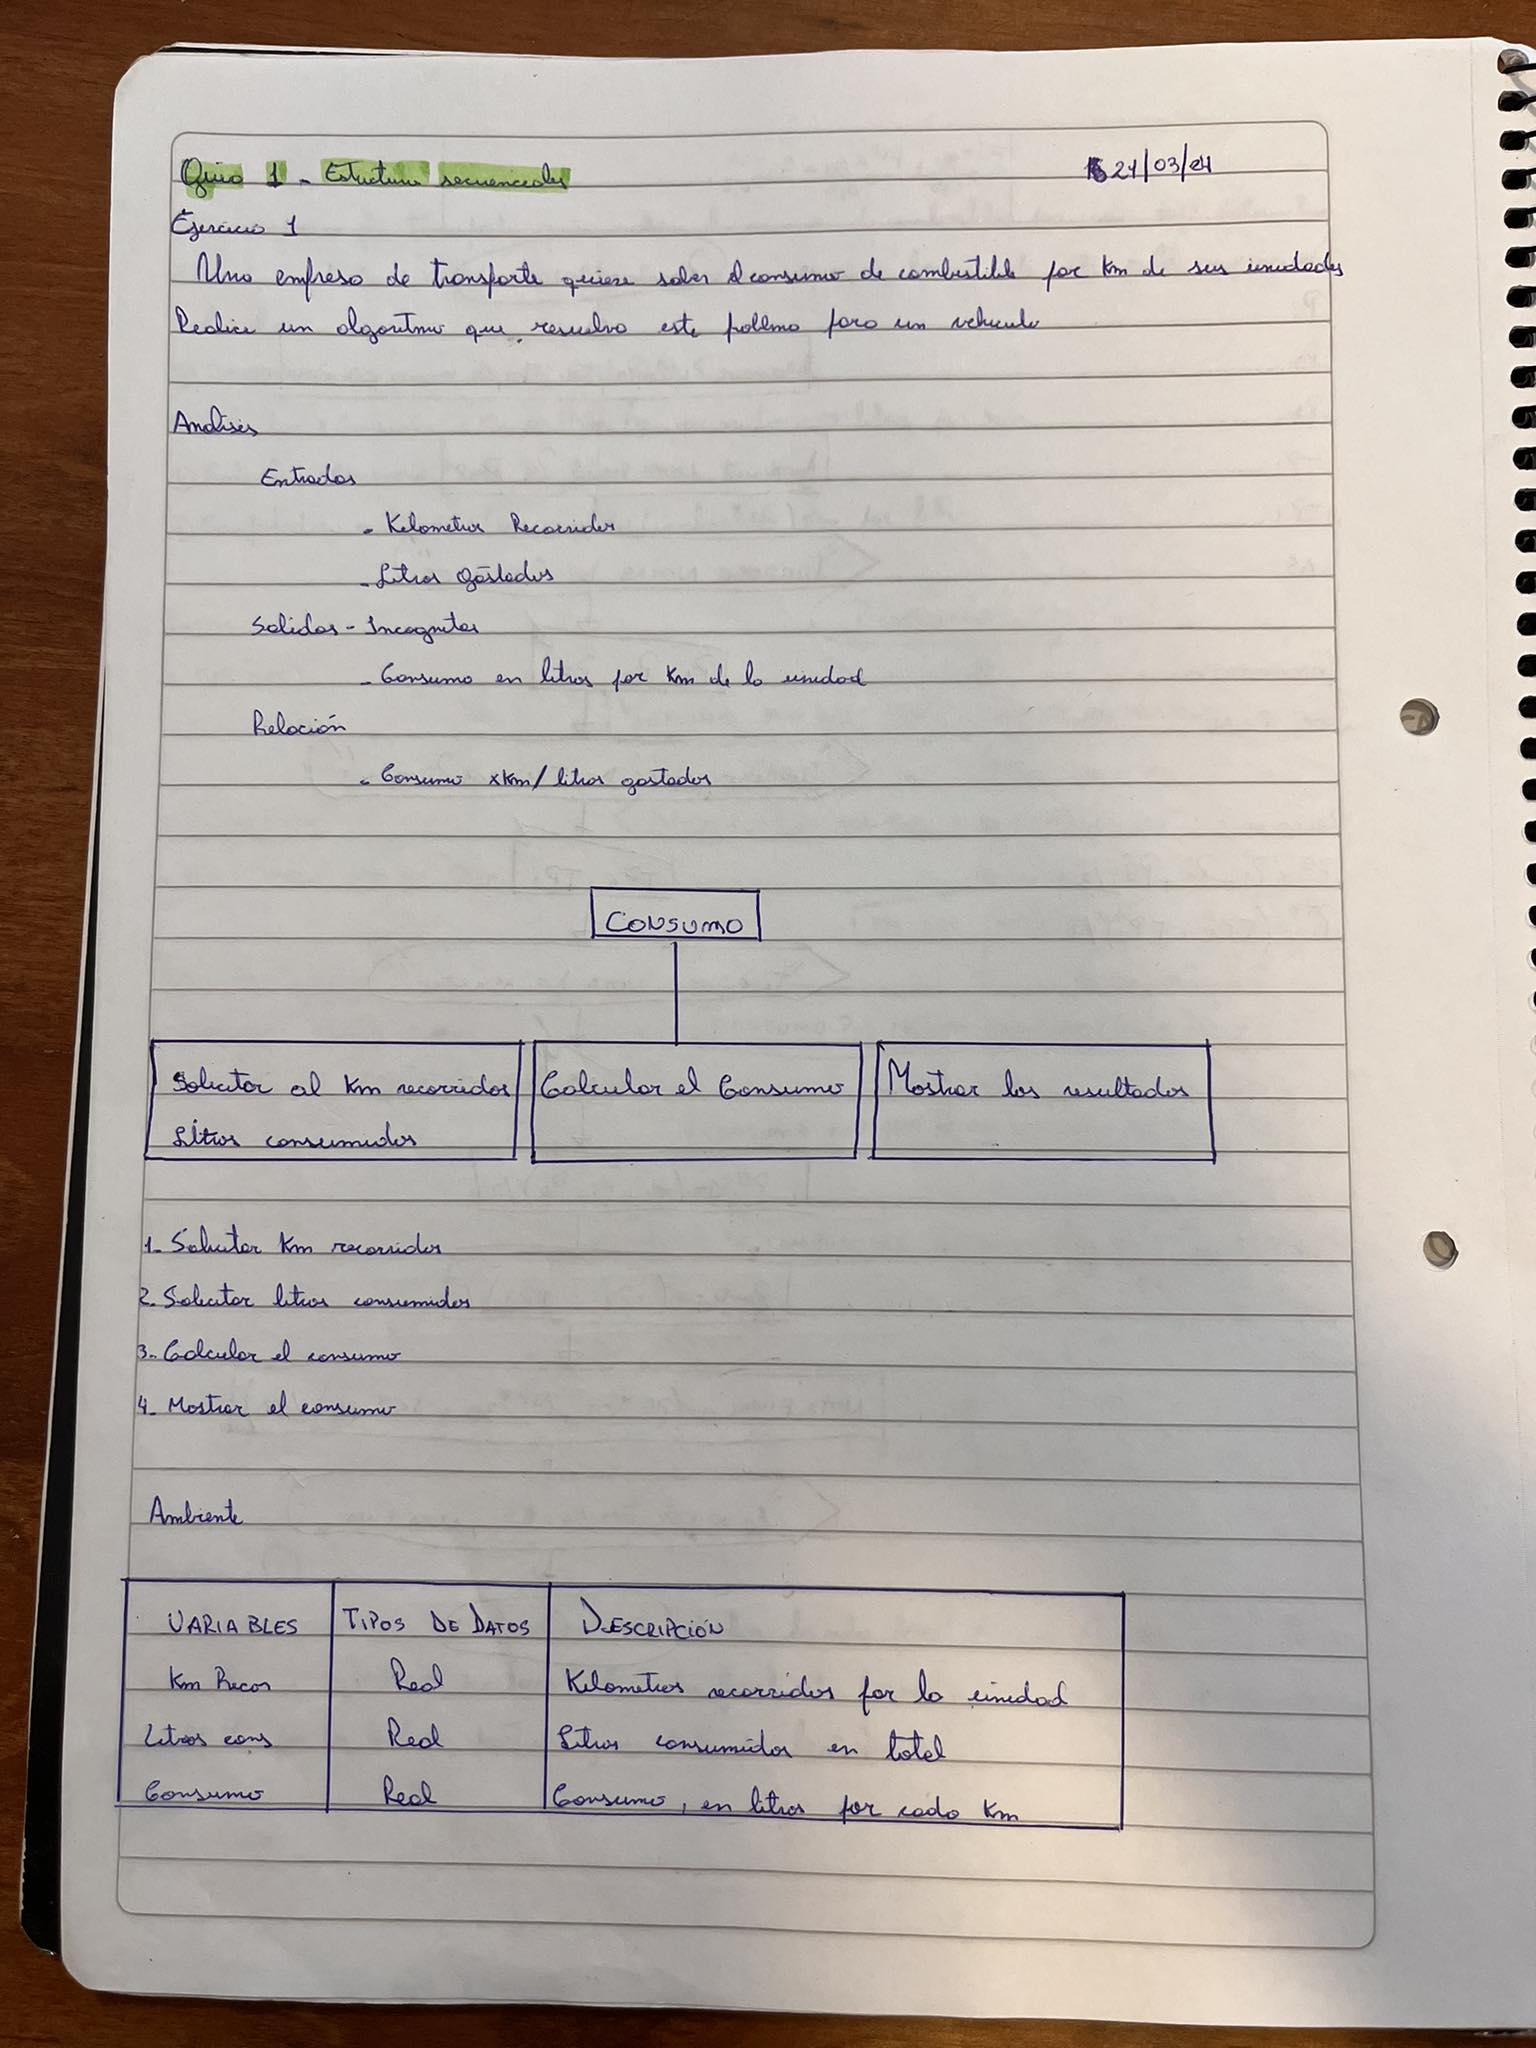 Guia 1 - Estructuras secuenciales
21/03/24
Ejercicio 1
Una empresa de transporte quiere saber el consumo de combustible por Km de sus unidades
Realice un algoritmo que resuelva este poblema para un vehiculo
Analisis
Entradas
- Kilometros Recorridos
- Litros gastados
Salidas - Incognitas
- Consumo en litros por Km de la unidad
Relación
- Consumo xKm/litros gastados
CONSUMO
Solicitar al Km recorridos
Litros consumidos
Calcular el Consumo
Mostrar los resultados
1- Solicitar Km recorridos
2. Solicitar litros consumidos
3- Calcular el consumo
4- Mostrar el consumo
Ambiente
VARIABLES TIPOS DE DATOS DESCRIPCIÓN
Km Recor Real Kilometros recorridos por la unidad
Litros cons Real Litros consumidos en total
Consumo Real Consumo, en litros por cada Km